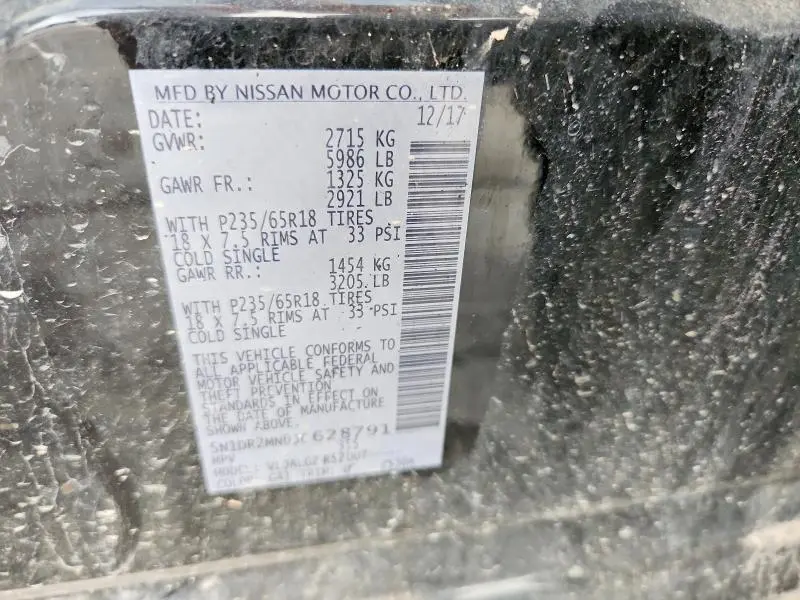 MFD BY NISSAN MOTOR CO., LTD.
DATE: 12/17
GVWR: 2715 KG
5986 LB
GAWR FR.: 1325 KG
2921 LB
WITH P235/65R18 TIRES
18 X 7.5 RIMS AT 33 PSI
COLD SINGLE
GAWR RR.: 1454 KG
3205 LB
WITH P235/65R18 TIRES
18 X 7.5 RIMS AT 33 PSI
COLD SINGLE
THIS VEHICLE CONFORMS TO
ALL APPLICABLE FEDERAL
MOTOR VEHICLE SAFETY AND
THEFT PREVENTION
STANDARDS IN EFFECT ON
THE DATE OF MANUFACTURE
SHOWN ABOVE.
628791
MPV
MODEL:
COLOR: TRIM: